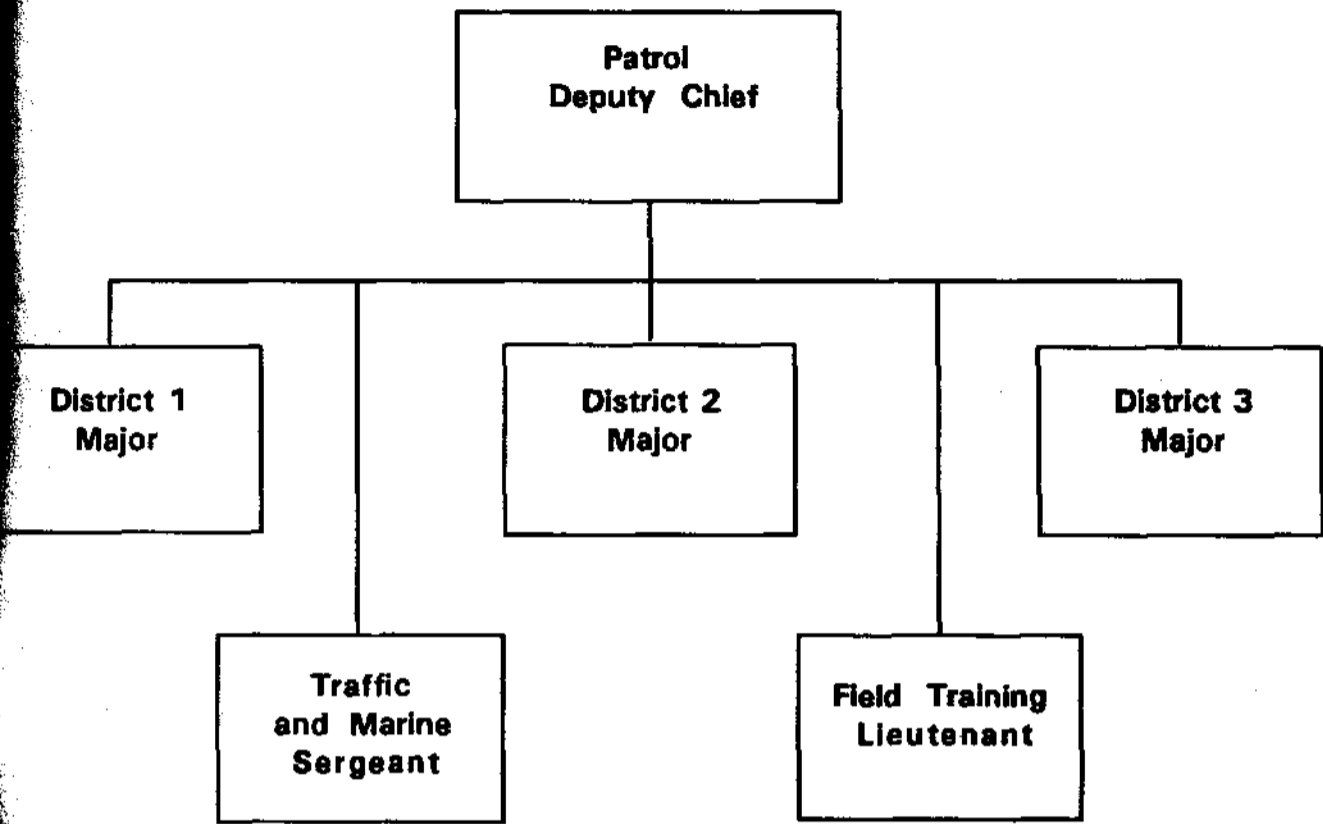 Patrol
Deputy Chief
District 1
Major
District 2
Major
District 3
Major
Traffic
and Marine
Sergeant
Field Training
Lieutenant